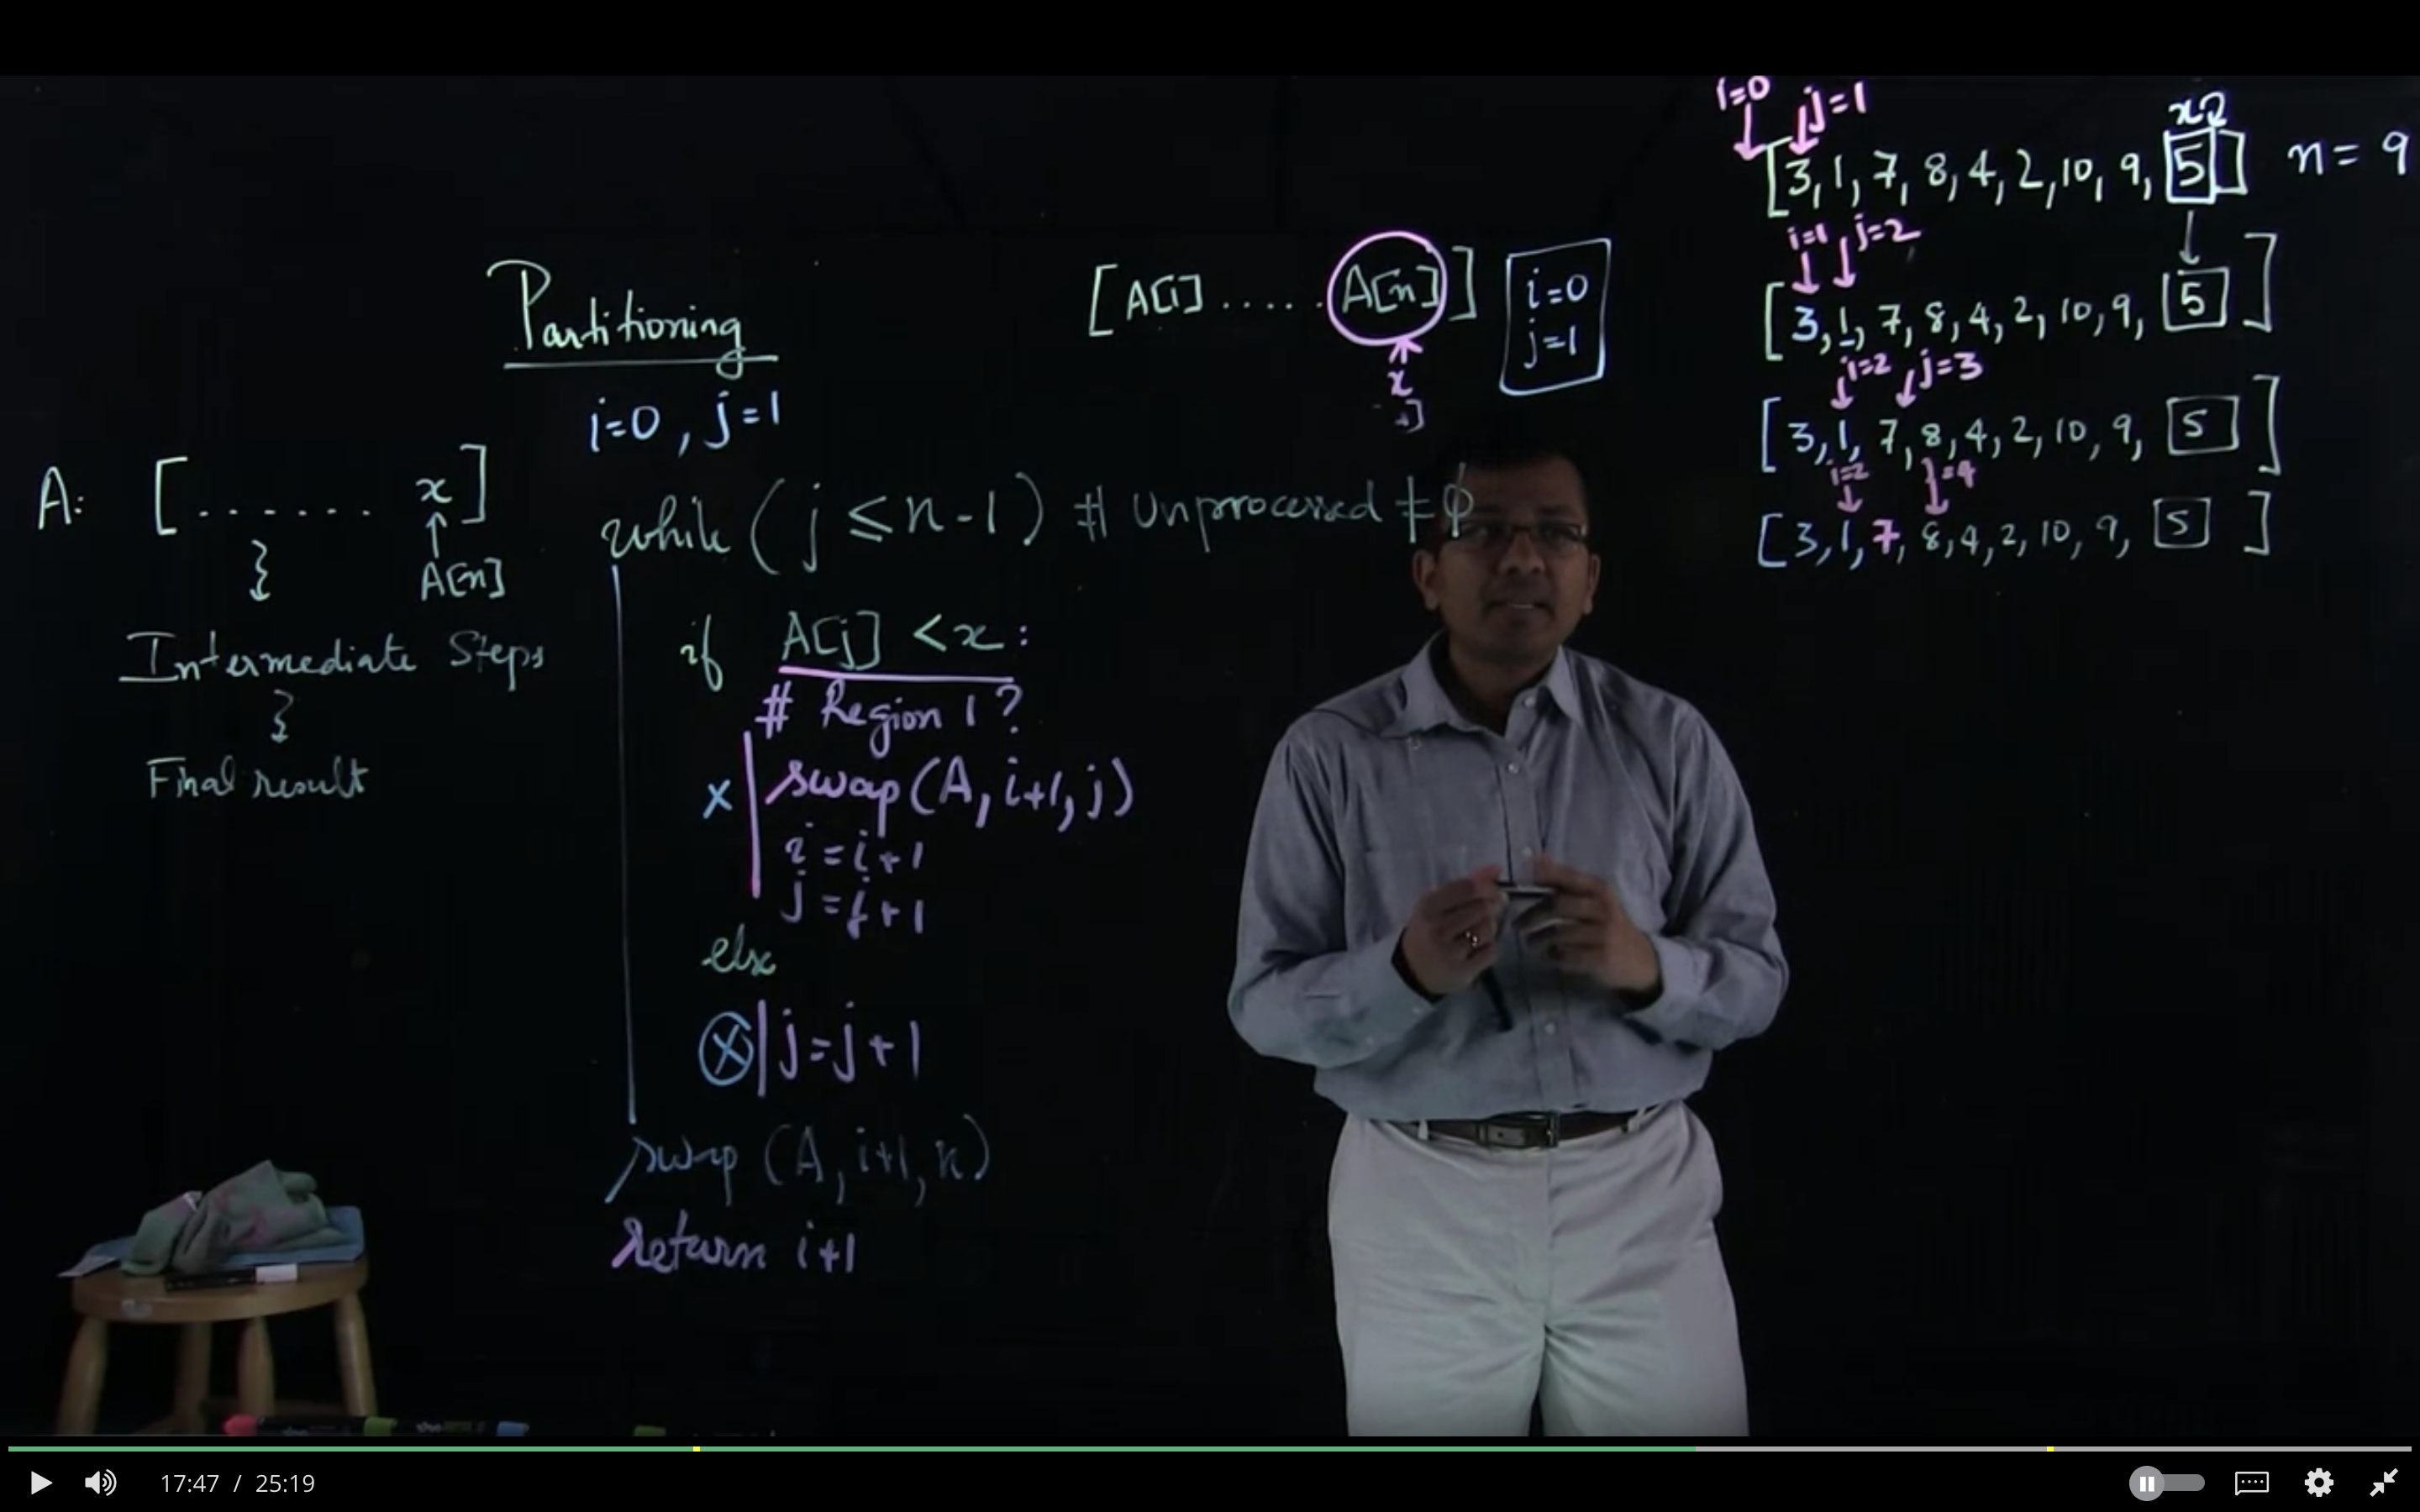 Partitioning
i=0, j=1
A: [ . . . . . . . x ]
A[n]
Intermediate Steps
Final result
while ( j ≤ n-1 ) # Unprocessed ≠ ϕ
if A[j] < x :
# Region 1 ?
x swap (A, i+1, j)
i = i+1
j = j+1
else
x j = j+1
swap (A, i+1, n)
return i+1
[ A[1] . . . . . A[n] ]
x
i=0
j=1
i=0 j=1
[ 3, 1, 7, 8, 4, 2, 10, 9, 5 ] n = 9
i=1 j=2
[ 3, 1, 7, 8, 4, 2, 10, 9, 5 ]
i=2 j=3
[ 3, 1, 7, 8, 4, 2, 10, 9, 5 ]
i=2 j=4
[ 3, 1, 7, 8, 4, 2, 10, 9, 5 ]
17:47 / 25:19